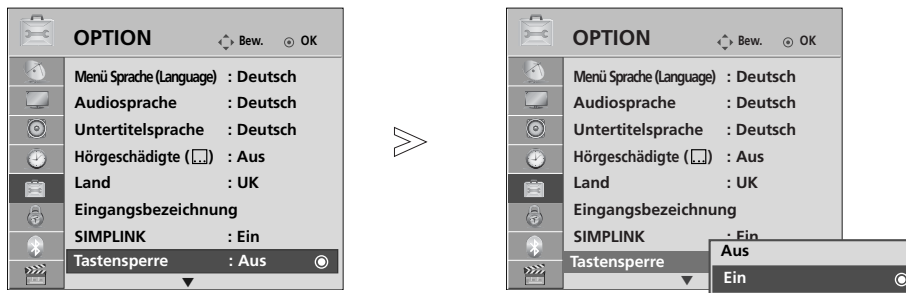 OPTION Bew. OK
Menü Sprache (Language) : Deutsch
Audiosprache : Deutsch
Untertitelsprache : Deutsch
Hörgeschädigte ( ) : Aus
Land : UK
Eingangsbezeichnung
SIMPLINK : Ein
Tastensperre : Aus
OPTION Bew. OK
Menü Sprache (Language) : Deutsch
Audiosprache : Deutsch
Untertitelsprache : Deutsch
Hörgeschädigte ( ) : Aus
Land : UK
Eingangsbezeichnung
SIMPLINK : Ein
Tastensperre
Aus
Ein